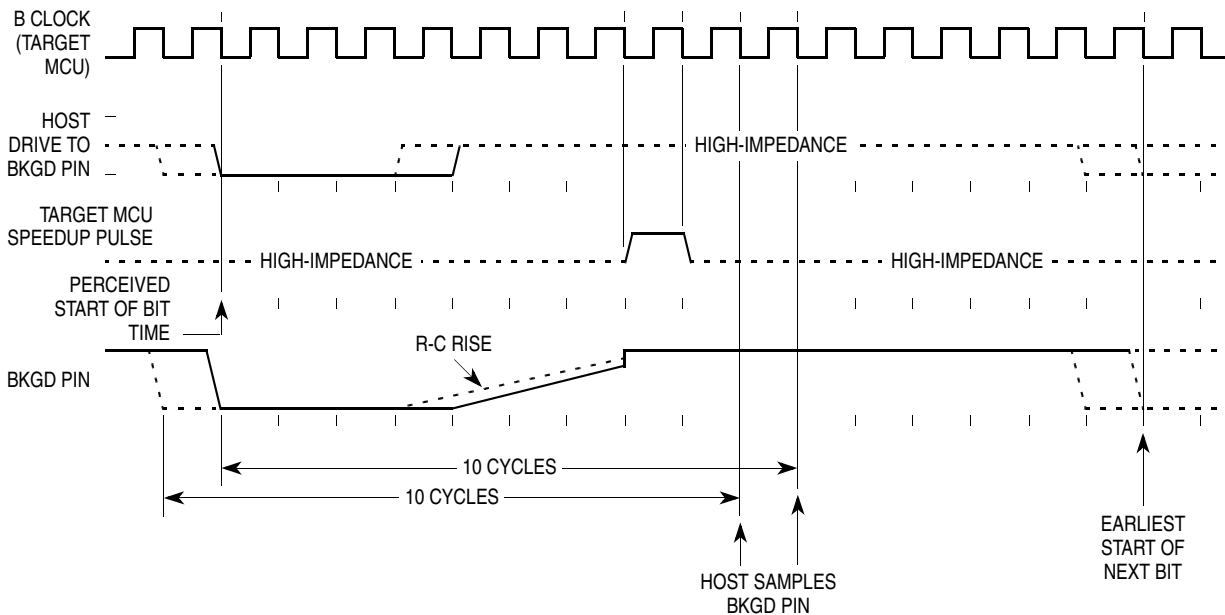 B CLOCK
(TARGET
MCU)
HOST
DRIVE TO
BKGD PIN
HIGH-IMPEDANCE
TARGET MCU
SPEEDUP PULSE
HIGH-IMPEDANCE
HIGH-IMPEDANCE
PERCEIVED
START OF BIT
TIME
R-C RISE
BKGD PIN
10 CYCLES
10 CYCLES
HOST SAMPLES
BKGD PIN
EARLIEST
START OF
NEXT BIT